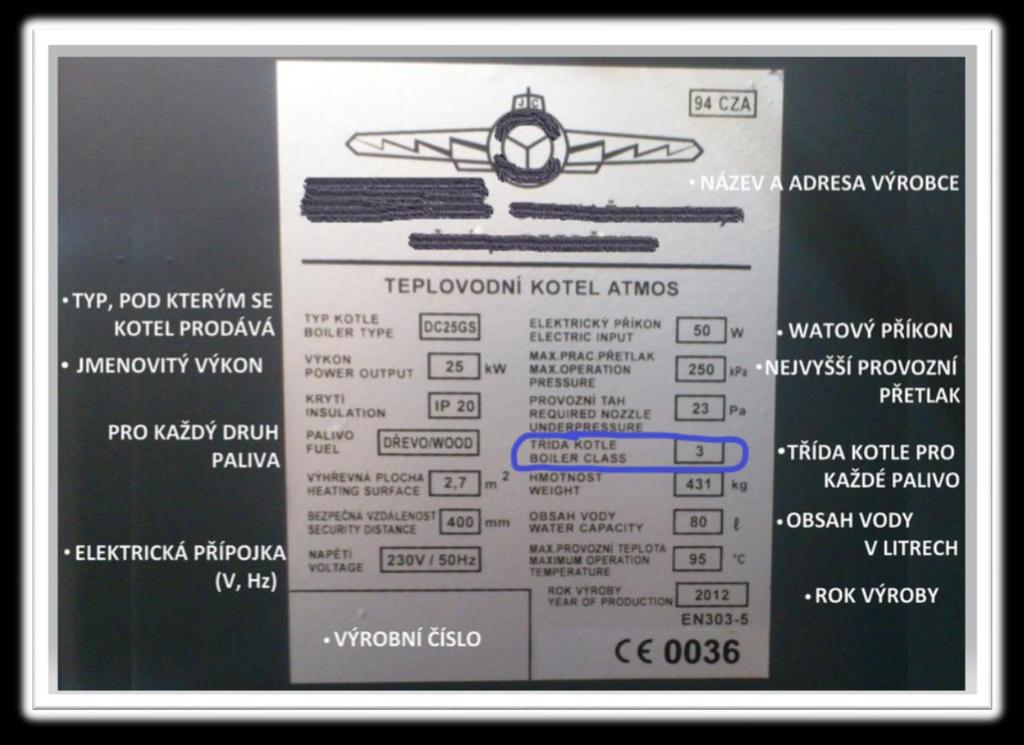 J C
94 CZA
• NÁZEV A ADRESA VÝROBCE
TEPLOVODNÍ KOTEL ATMOS
• TYP, POD KTERÝM SE
KOTEL PRODÁVÁ
• JMENOVITÝ VÝKON
PRO KAŽDÝ DRUH
PALIVA
• ELEKTRICKÁ PŘÍPOJKA
(V, Hz)
TYP KOTLE
BOILER TYPE DC25GS
VÝKON
POWER OUTPUT 25 kW
KRYTÍ
INSULATION IP 20
PALIVO
FUEL DŘEVO/WOOD
VÝHŘEVNÁ PLOCHA
HEATING SURFACE 2,7 m²
BEZPEČNÁ VZDÁLENOST
SECURITY DISTANCE 400 mm
NAPĚTÍ
VOLTAGE 230V / 50Hz
• VÝROBNÍ ČÍSLO
ELEKTRICKÝ PŘÍKON
ELECTRIC INPUT 50 W
MAX.PRAC.PŘETLAK
MAX.OPERATION
PRESSURE 250 kPa
PROVOZNÍ TAH
REQUIRED NOZZLE
UNDERPRESSURE 23 Pa
TŘÍDA KOTLE
BOILER CLASS 3
HMOTNOST
WEIGHT 431 kg
OBSAH VODY
WATER CAPACITY 80 ℓ
MAX.PROVOZNÍ TEPLOTA
MAXIMUM OPERATION
TEMPERATURE 95 °C
ROK VÝROBY
YEAR OF PRODUCTION 2012
EN303-5
CE 0036
• WATOVÝ PŘÍKON
• NEJVYŠŠÍ PROVOZNÍ
PŘETLAK
• TŘÍDA KOTLE PRO
KAŽDÉ PALIVO
• OBSAH VODY
V LITRECH
• ROK VÝROBY